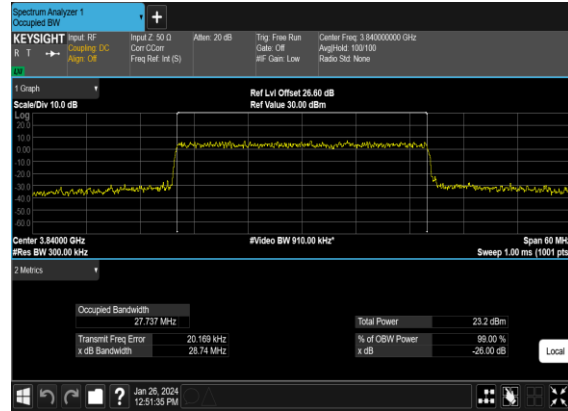 Spectrum Analyzer 1
Occupied BW
+
KEYSIGHT
R T
LXI
Input: RF
Coupling: DC
Align: Off
Input Z: 50 Ω
Corr CCorr
Freq Ref: Int (S)
Atten: 20 dB
Trig: Free Run
Gate: Off
#IF Gain: Low
Center Freq: 3.840000000 GHz
Avg|Hold: 100/100
Radio Std: None
1 Graph
Scale/Div 10.0 dB
Ref Lvl Offset 26.60 dB
Ref Value 30.00 dBm
Log
20.0
10.0
0.00
-10.0
-20.0
-30.0
-40.0
-50.0
-60.0
Center 3.84000 GHz
#Res BW 300.00 kHz
#Video BW 910.00 kHz*
Span 60 MHz
Sweep 1.00 ms (1001 pts)
2 Metrics
Occupied Bandwidth
27.737 MHz
Total Power 23.2 dBm
Transmit Freq Error 20.169 kHz
% of OBW Power 99.00 %
x dB Bandwidth 28.74 MHz
x dB -26.00 dB
Local
?
Jan 26, 2024
12:51:35 PM